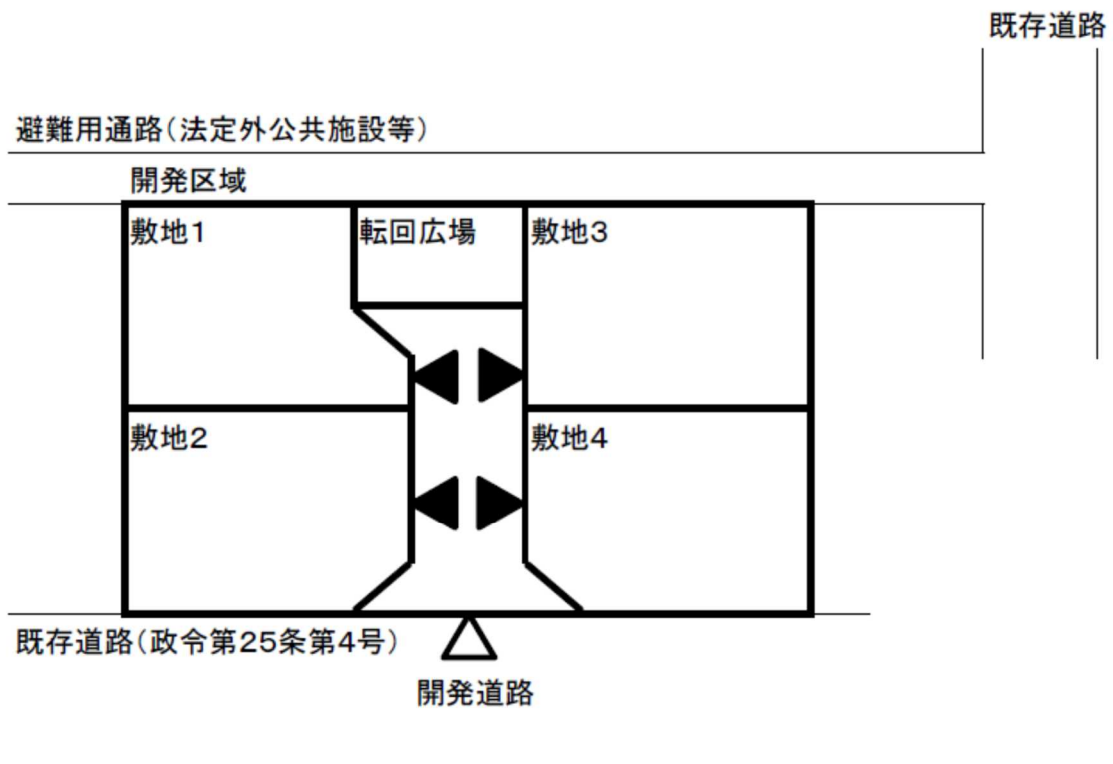 既存道路
避難用通路(法定外公共施設等)
開発区域
敷地1
転回広場
敷地3
敷地2
敷地4
既存道路(政令第25条第4号)
開発道路